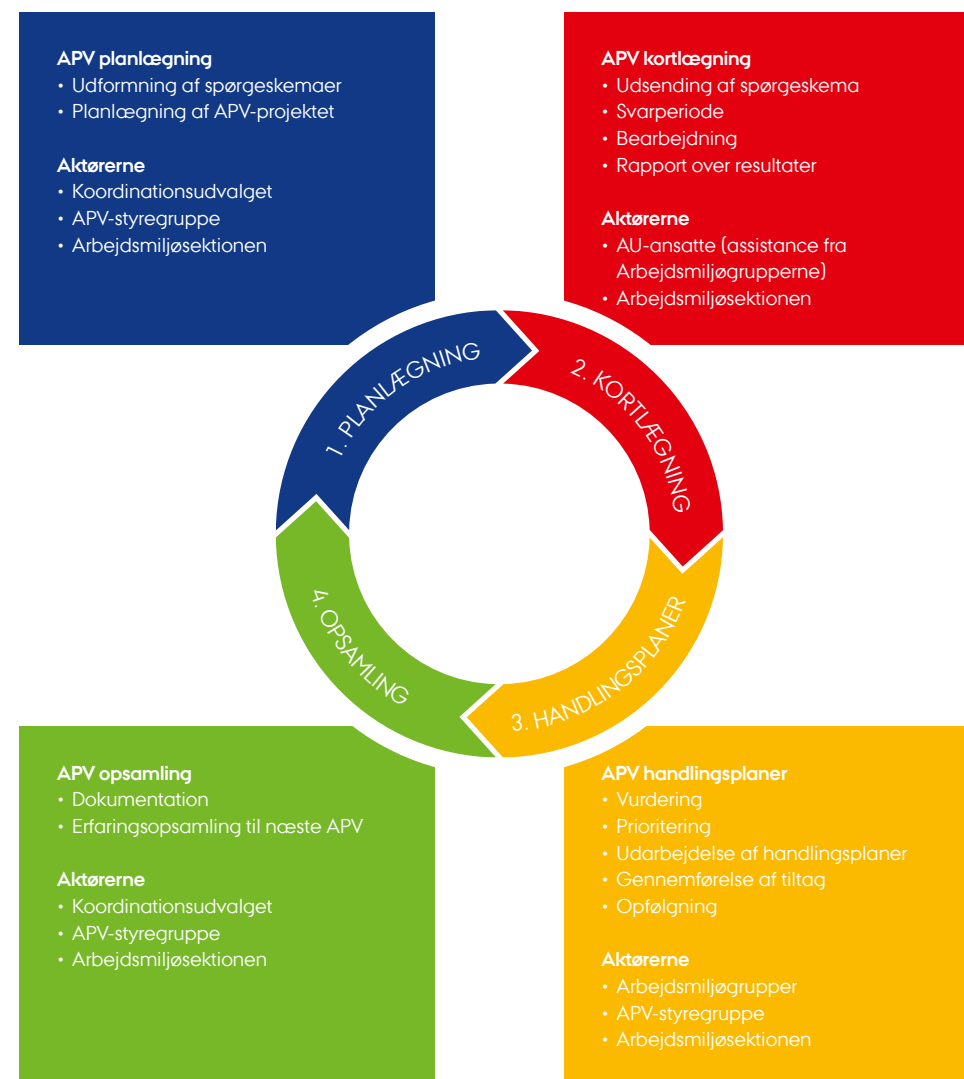 APV planlægning
• Udformning af spørgeskemaer
• Planlægning af APV-projektet
Aktørerne
• Koordinationsudvalget
• APV-styregruppe
• Arbejdsmiljøsektionen
APV kortlægning
• Udsending af spørgeskema
• Svarperiode
• Bearbejdning
• Rapport over resultater
Aktørerne
• AU-ansatte (assistance fra
Arbejdsmiljøgrupperne)
• Arbejdsmiljøsektionen
1. PLANLÆGNING
2. KORTLÆGNING
3. HANDLINGSPLANER
4. OPSAMLING
APV opsamling
• Dokumentation
• Erfaringsopsamling til næste APV
Aktørerne
• Koordinationsudvalget
• APV-styregruppe
• Arbejdsmiljøsektionen
APV handlingsplaner
• Vurdering
• Prioritering
• Udarbejdelse af handlingsplaner
• Gennemførelse af tiltag
• Opfølgning
Aktørerne
• Arbejdsmiljøgrupper
• APV-styregruppe
• Arbejdsmiljøsektionen